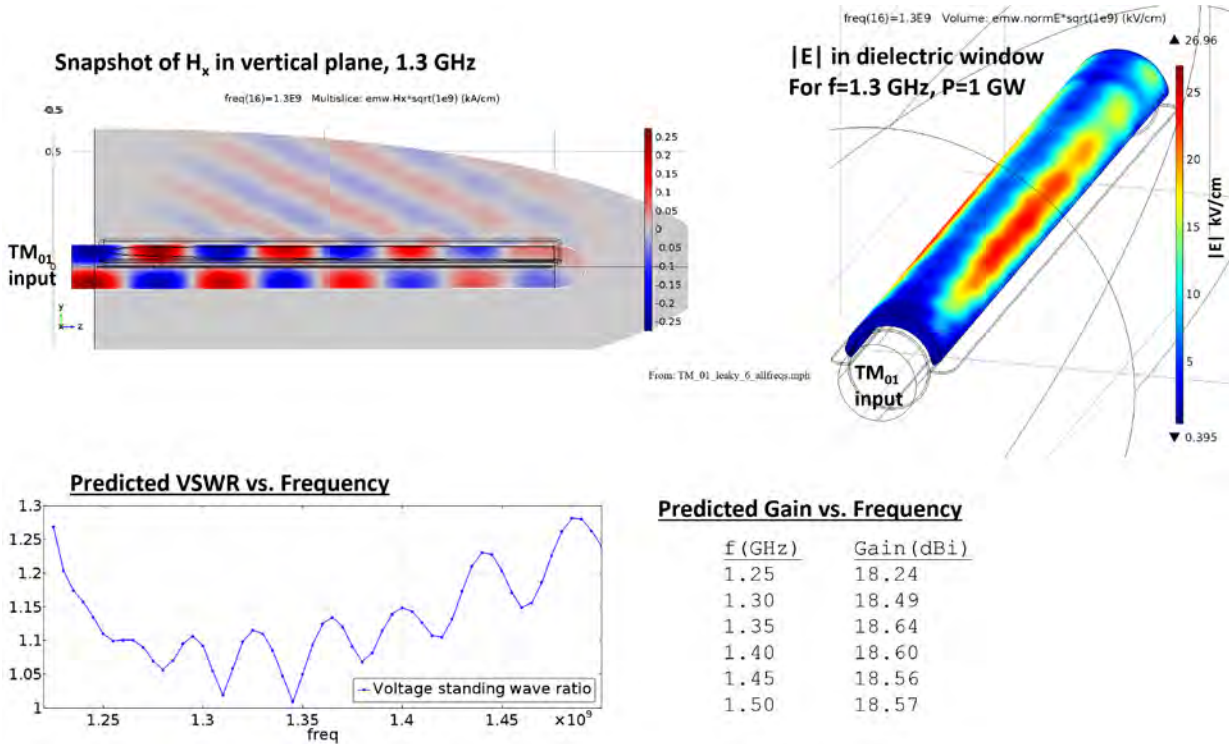 Snapshot of Hₓ in vertical plane, 1.3 GHz
freq(16)=1.3E9 Multislice: emw.Hx*sqrt(1e9) (kA/cm)
0.5
0
0.25
0.2
0.15
0.1
0.05
0
-0.05
-0.1
-0.15
-0.2
-0.25
TM₀₁
input
y
x z
From: TM_01_leaky_6_allfreqs.mph
freq(16)=1.3E9 Volume: emw.normE*sqrt(1e9) (kV/cm)
|E| in dielectric window
For f=1.3 GHz, P=1 GW
26.96
25
20
15
10
5
0.395
|E| kV/cm
TM₀₁
input
Predicted VSWR vs. Frequency
1.3
1.25
1.2
1.15
1.1
1.05
1
1.25
1.3
1.35
1.4
1.45
×10⁹
freq
Voltage standing wave ratio
Predicted Gain vs. Frequency
f(GHz) Gain(dBi)
1.25 18.24
1.30 18.49
1.35 18.64
1.40 18.60
1.45 18.56
1.50 18.57